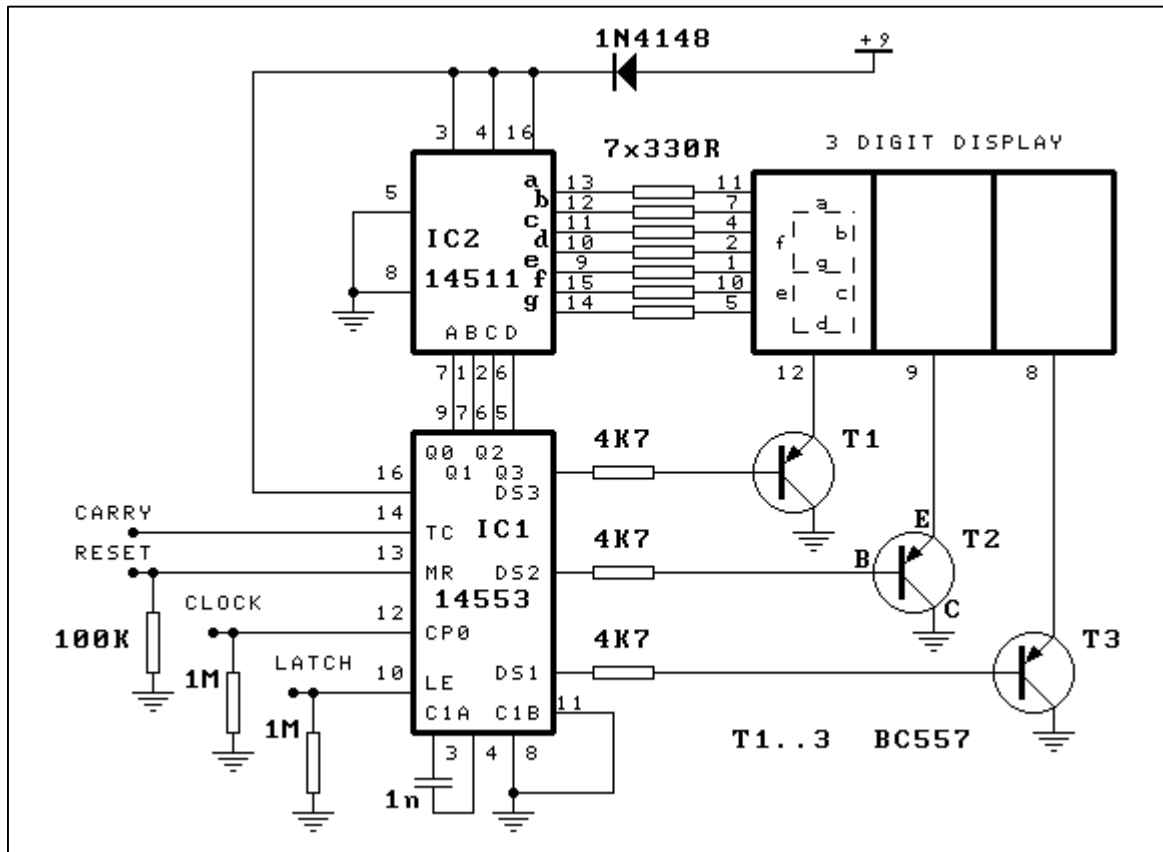 1N4148
+9
3 4 16
7x330R
3 DIGIT DISPLAY
5
a 13 11
b 12 7
c 11 4
IC2 d 10 2
8 e 9 1
14511 f 15 10
g 14 5
a
f b
g
e c
d
A B C D
7 1 2 6
9 7 6 5
12
9
8
4K7
T1
Q0 Q2
Q1 Q3
DS3
16
CARRY
14
TC IC1
RESET
13
MR DS2
4K7
E
B
C
T2
14553
CLOCK
12
CP0
100K
4K7
T3
LATCH
10
LE DS1
1M
C1A C1B 11
1M
3 4 8
1n
T1..3 BC557